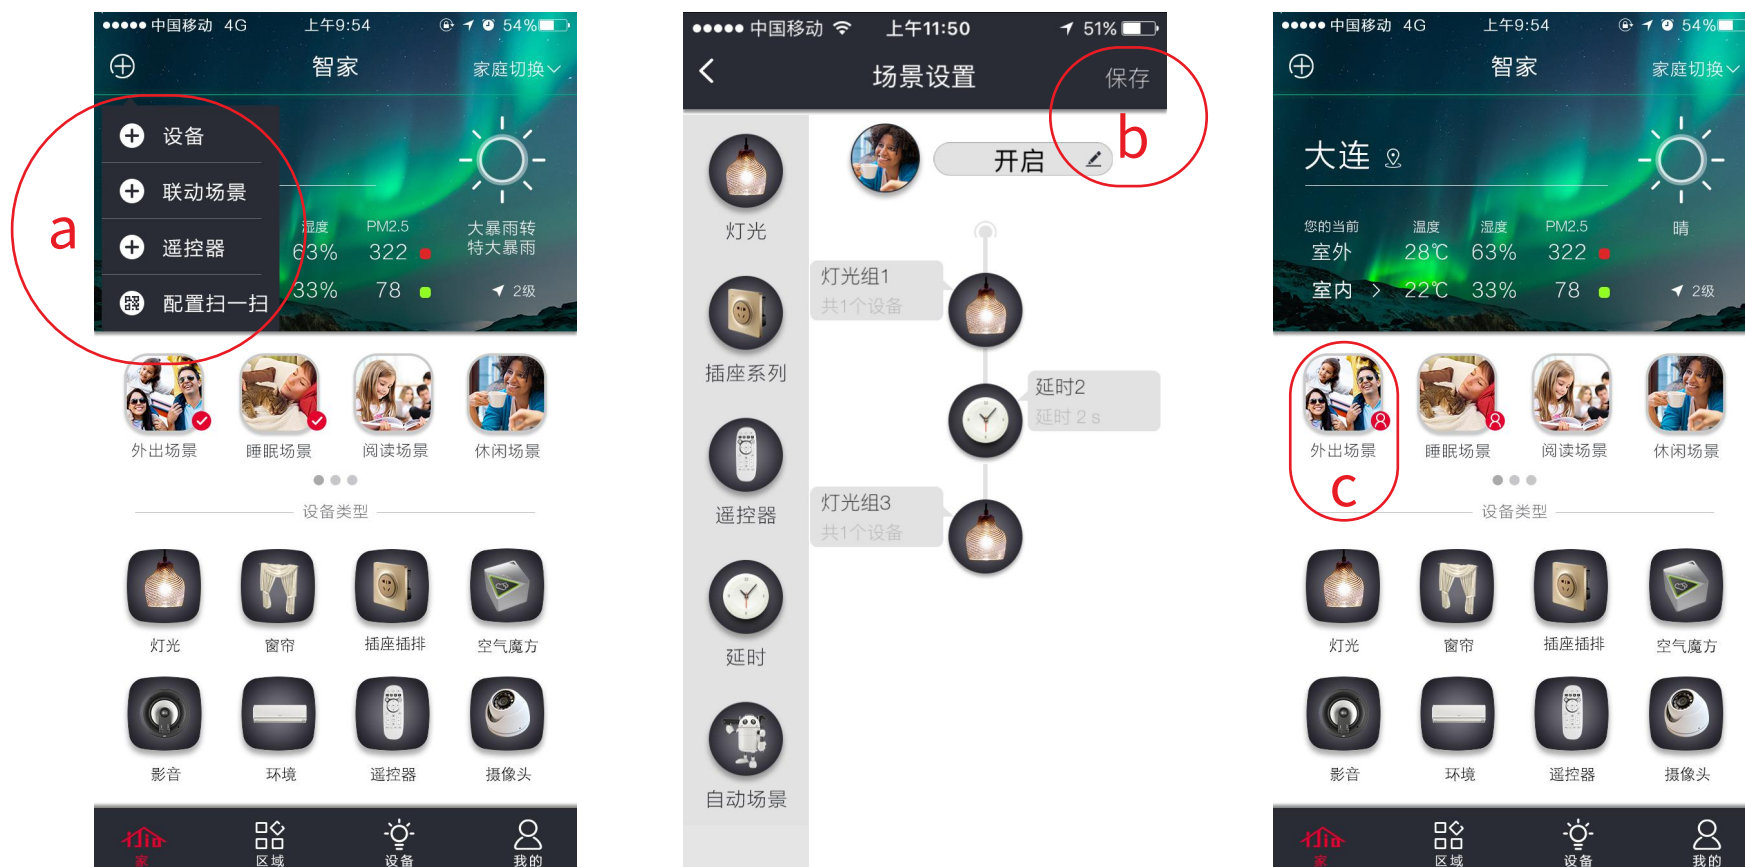 中国移动 4G 上午9:54 54%
智家 家庭切换
设备
联动场景
遥控器
配置扫一扫
a
湿度 PM2.5
63% 322
33% 78
大暴雨转
特大暴雨
2级
外出场景 睡眠场景 阅读场景 休闲场景
设备类型
灯光 窗帘 插座插排 空气魔方
影音 环境 遥控器 摄像头
家 区域 设备 我的
中国移动 上午11:50 51%
场景设置 保存
b
开启
灯光
插座系列
遥控器
延时
自动场景
灯光组1
共1个设备
延时2
延时 2 s
灯光组3
共1个设备
中国移动 4G 上午9:54 54%
智家 家庭切换
大连
您的当前 温度 湿度 PM2.5
室外 28℃ 63% 322
室内 22℃ 33% 78
晴
2级
外出场景 睡眠场景 阅读场景 休闲场景
c
设备类型
灯光 窗帘 插座插排 空气魔方
影音 环境 遥控器 摄像头
家 区域 设备 我的